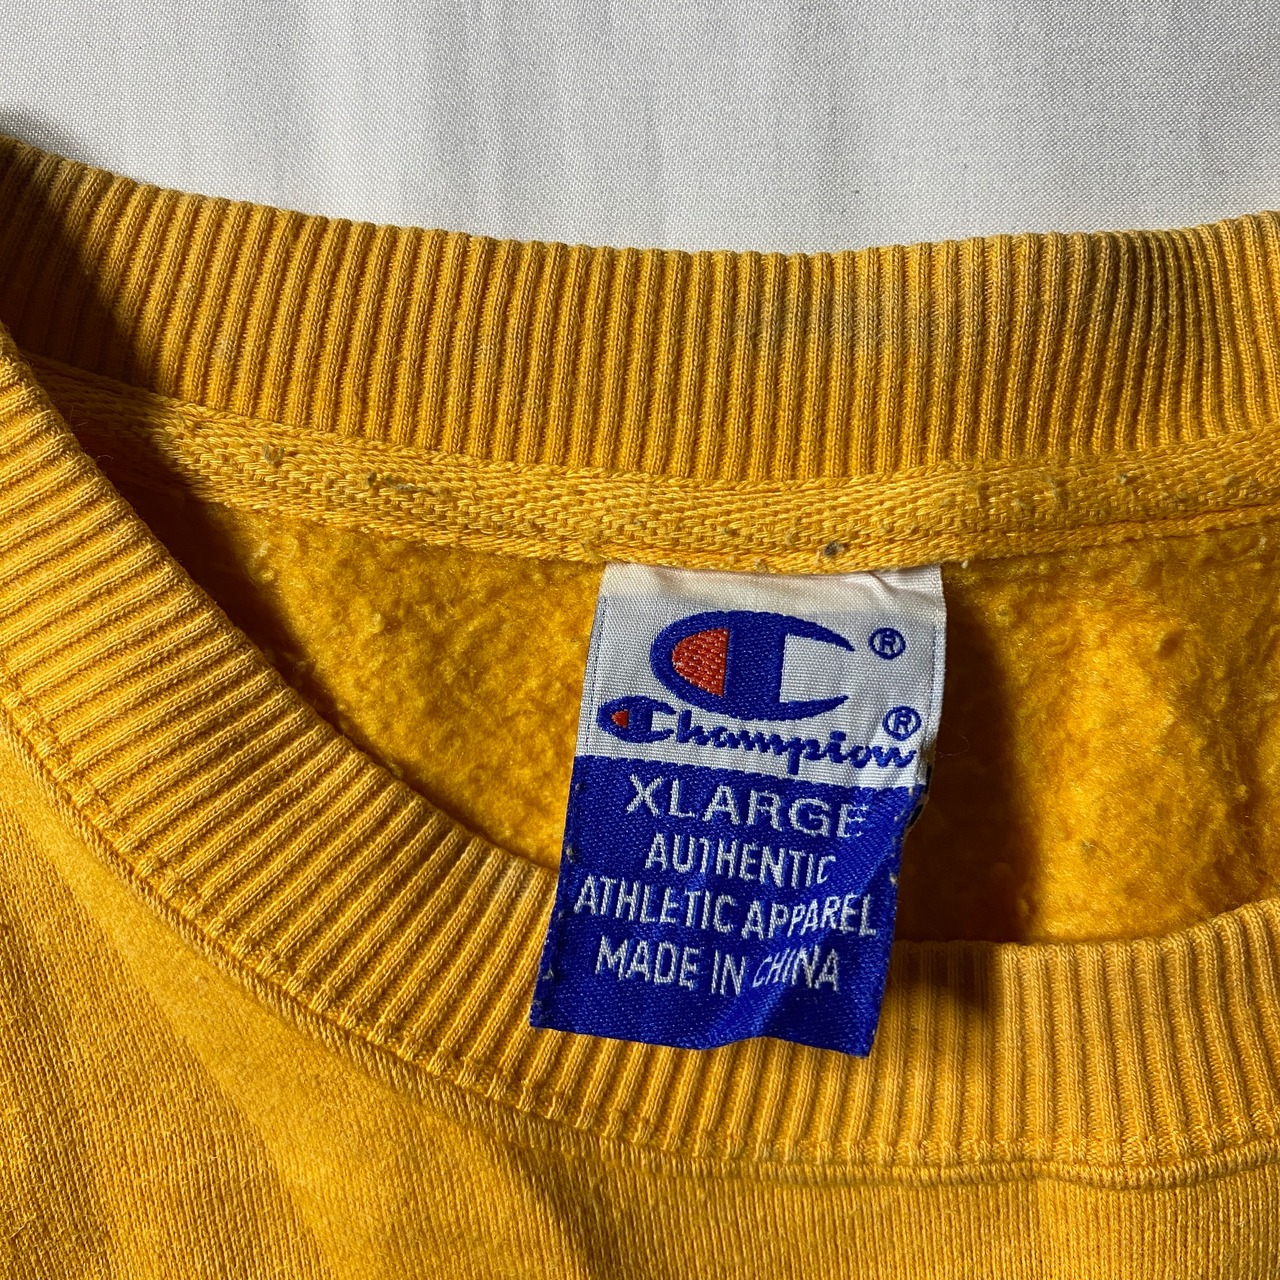 ®
Champion®
XLARGE
AUTHENTIC
ATHLETIC APPAREL
MADE IN CHINA